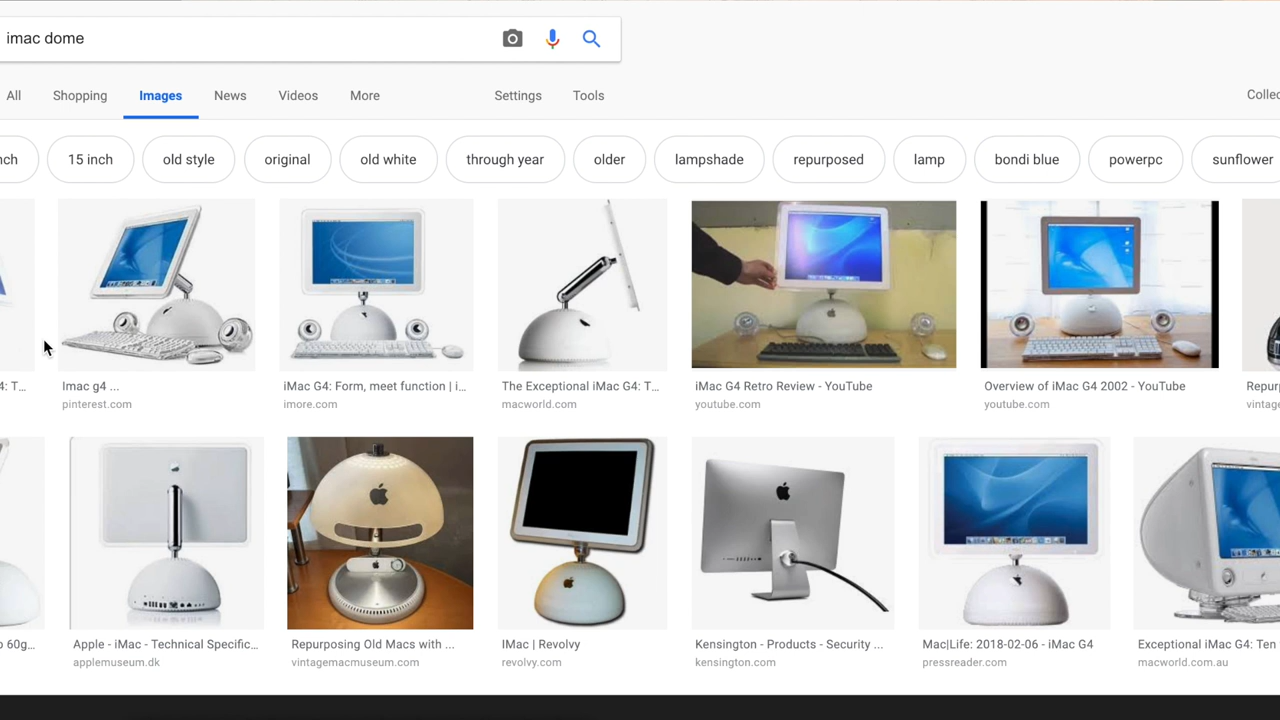 imac dome
All Shopping Images News Videos More Settings Tools Collec
nch 15 inch old style original old white through year older lampshade repurposed lamp bondi blue powerpc sunflower
4: T... Imac g4 ... iMac G4: Form, meet function | i... The Exceptional iMac G4: T... iMac G4 Retro Review - YouTube Overview of iMac G4 2002 - YouTube Repur
pinterest.com imore.com macworld.com youtube.com youtube.com vintage
o 60g... Apple - iMac - Technical Specific... Repurposing Old Macs with ... IMac | Revolvy Kensington - Products - Security ... Mac|Life: 2018-02-06 - iMac G4 Exceptional iMac G4: Ten
applemuseum.dk vintagemacmuseum.com revolvy.com kensington.com pressreader.com macworld.com.au